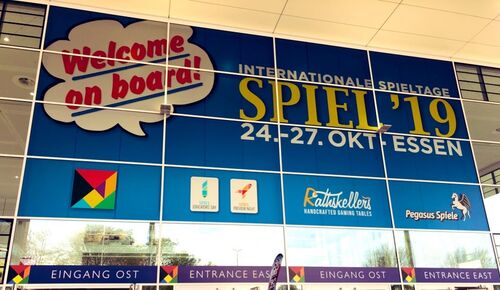 Welcome
on board!
INTERNATIONALE SPIELTAGE
SPIEL '19
24.-27. OKT - ESSEN
Rathskellers
HANDCRAFTED GAMING TABLES
Pegasus Spiele
EINGANG OST
ENTRANCE EAST
EINGANG OST
ENTRANCE EAST